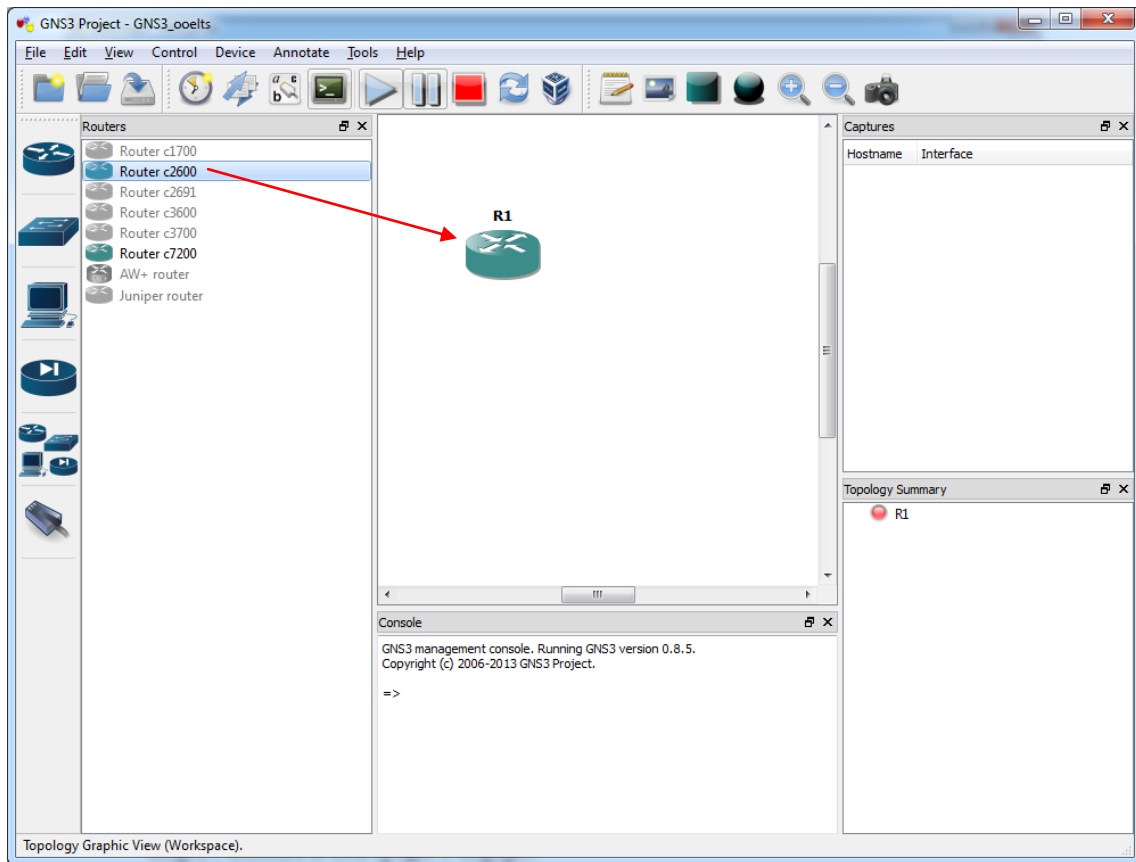 GNS3 Project - GNS3_ooelts
File Edit View Control Device Annotate Tools Help
Routers
Router c1700
Router c2600
Router c2691
Router c3600
Router c3700
Router c7200
AW+ router
Juniper router
R1
Captures
Hostname Interface
Topology Summary
R1
Console
GNS3 management console. Running GNS3 version 0.8.5.
Copyright (c) 2006-2013 GNS3 Project.
=>
Topology Graphic View (Workspace).